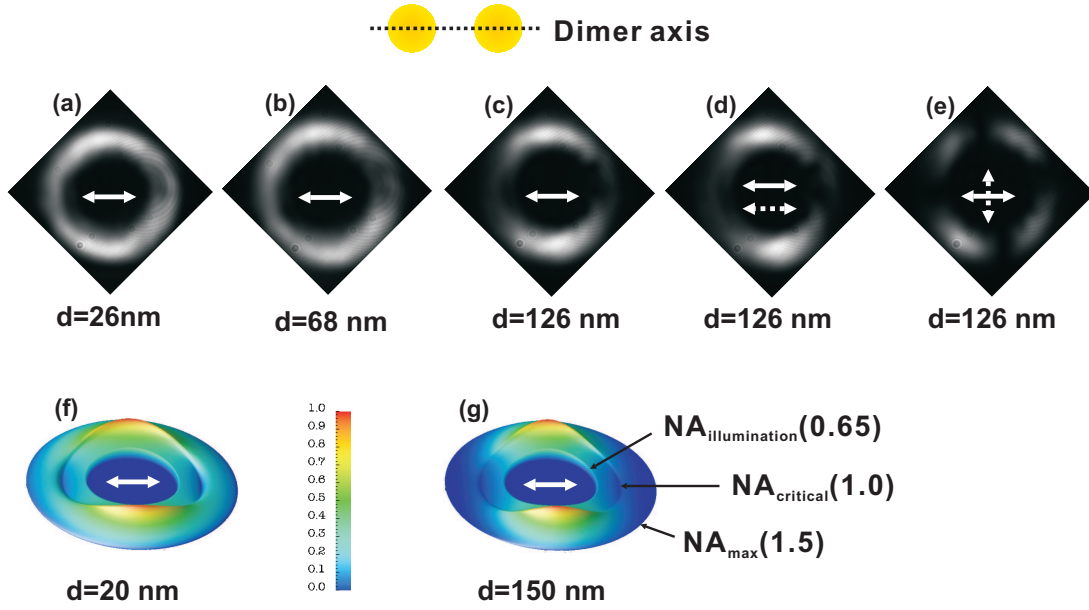 Dimer axis
(a)
(b)
(c)
(d)
(e)
d=26nm
d=68 nm
d=126 nm
d=126 nm
d=126 nm
(f)
1.0
0.9
0.8
0.7
0.6
0.5
0.4
0.3
0.2
0.1
0.0
(g)
NAillumination(0.65)
NAcritical(1.0)
NAmax(1.5)
d=20 nm
d=150 nm